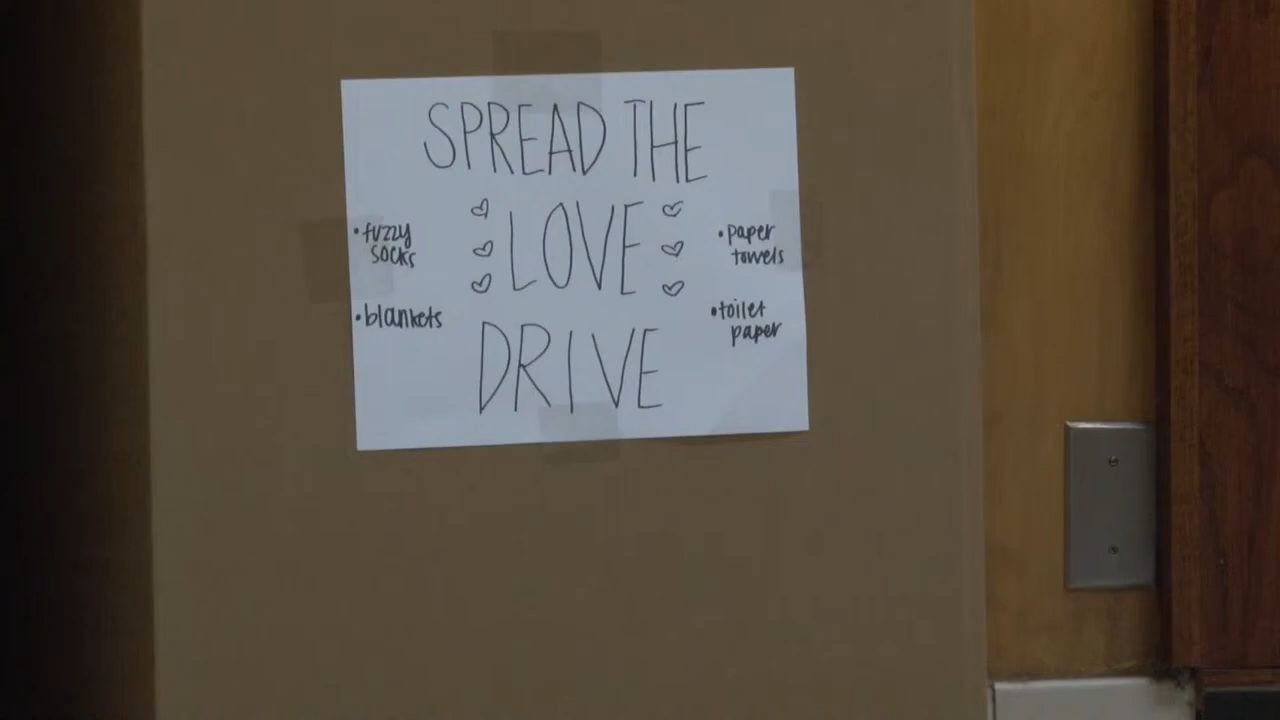 SPREAD THE
LOVE
DRIVE
•fuzzy
socks
•blankets
•paper
towels
•toilet
paper